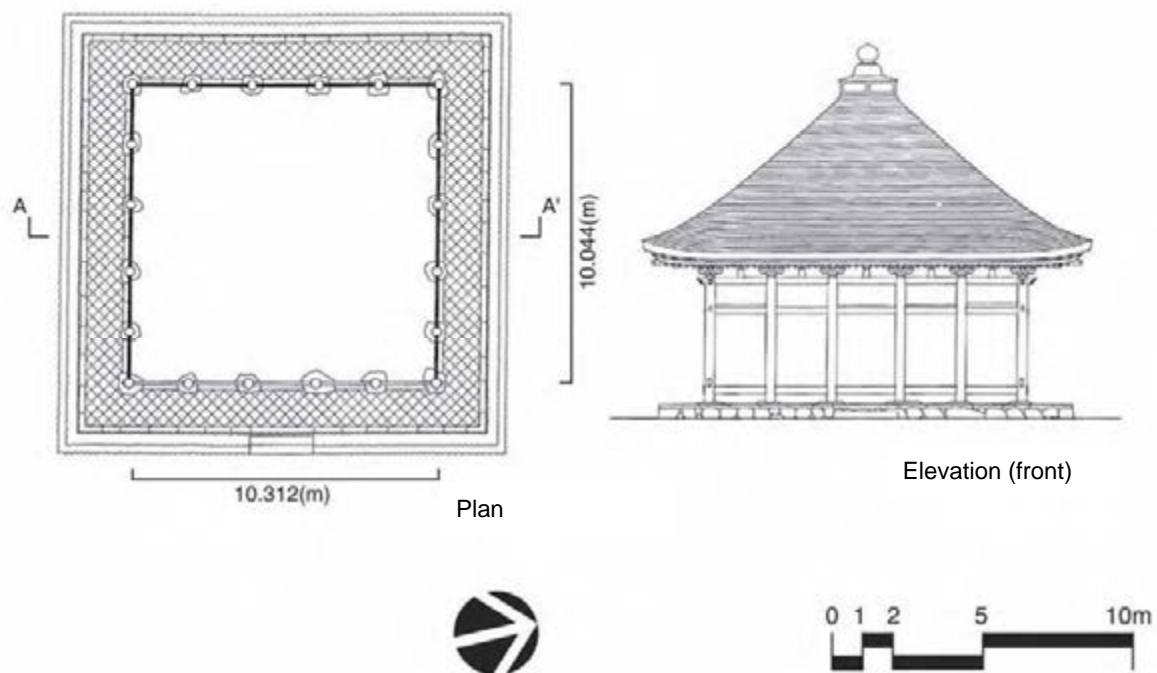 A
A'
10.044(m)
10.312(m)
Plan
Elevation (front)
0 1 2 5 10m